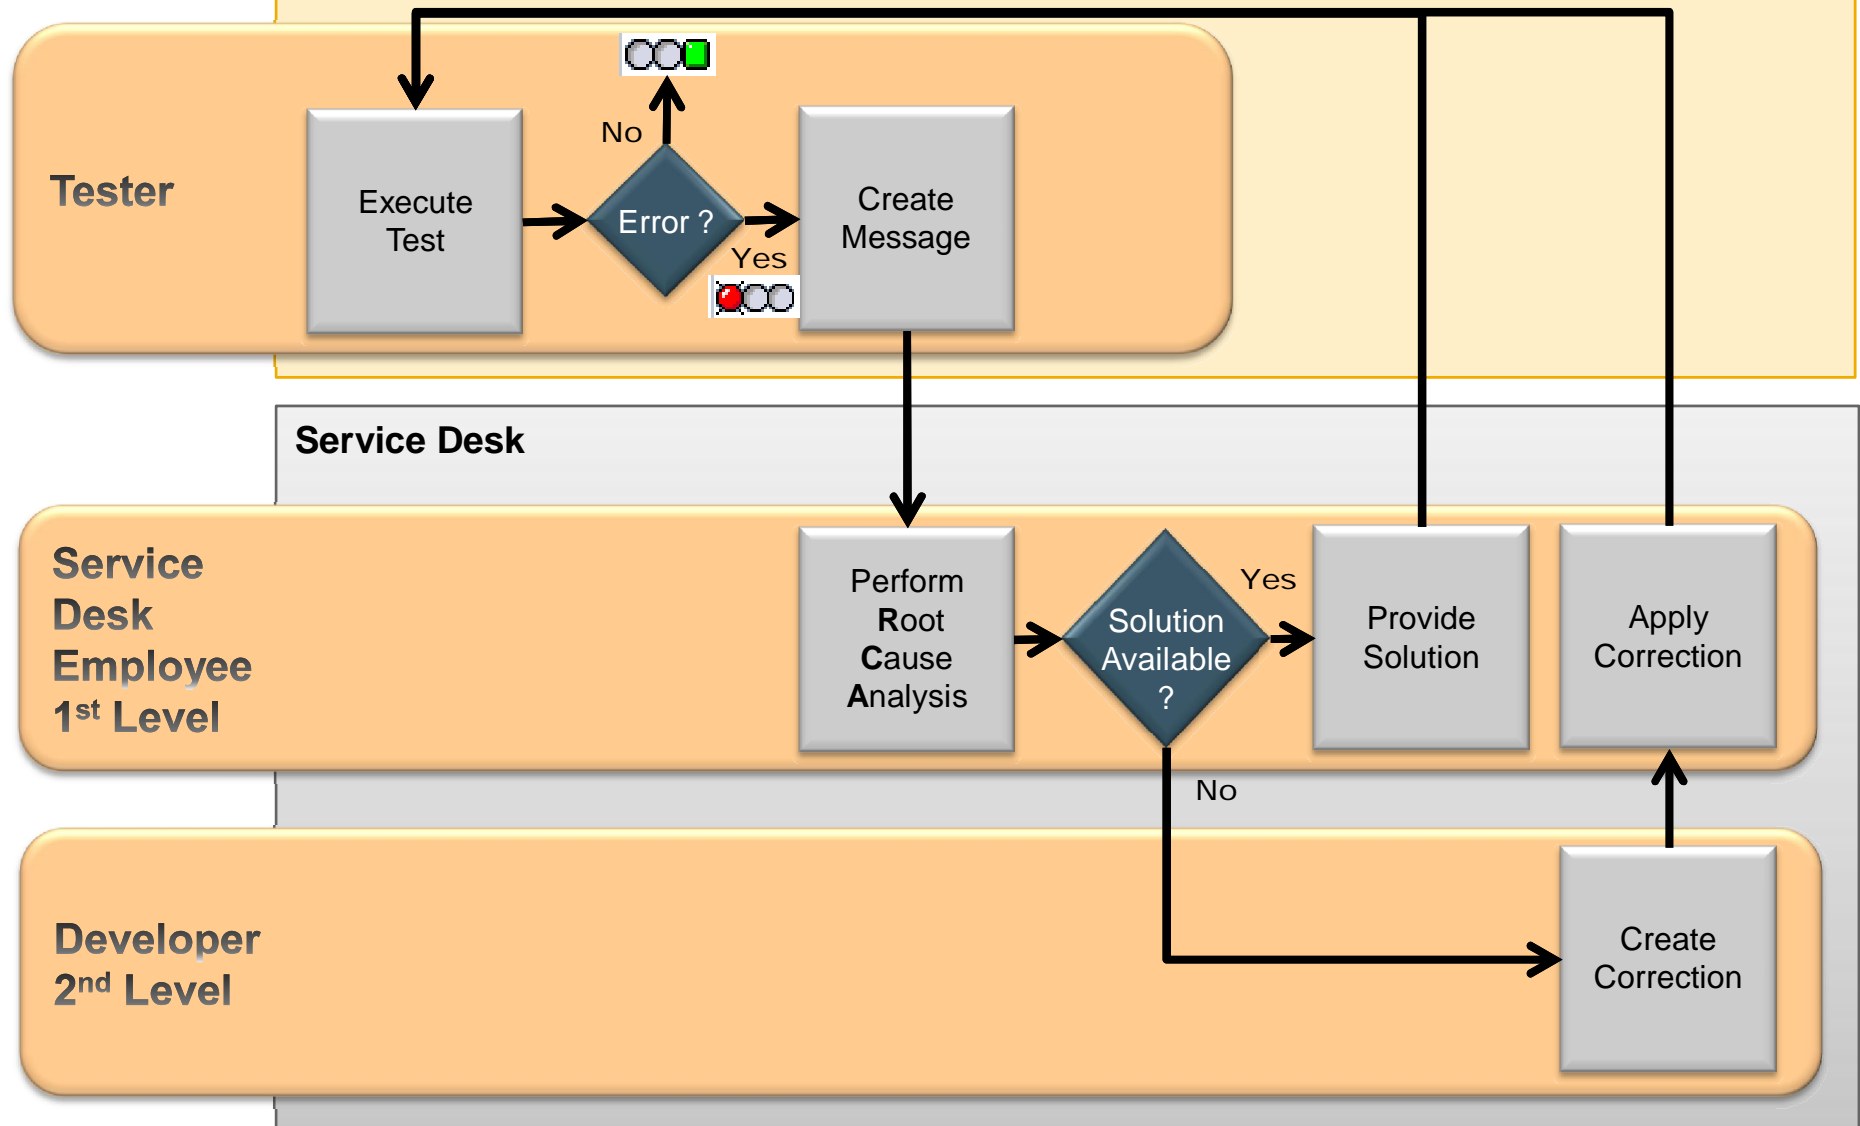 Tester
Execute
Test
No
Error ?
Yes
Create
Message
Service Desk
Service
Desk
Employee
1st Level
Perform
Root
Cause
Analysis
Solution
Available
?
Yes
No
Provide
Solution
Apply
Correction
Developer
2nd Level
Create
Correction